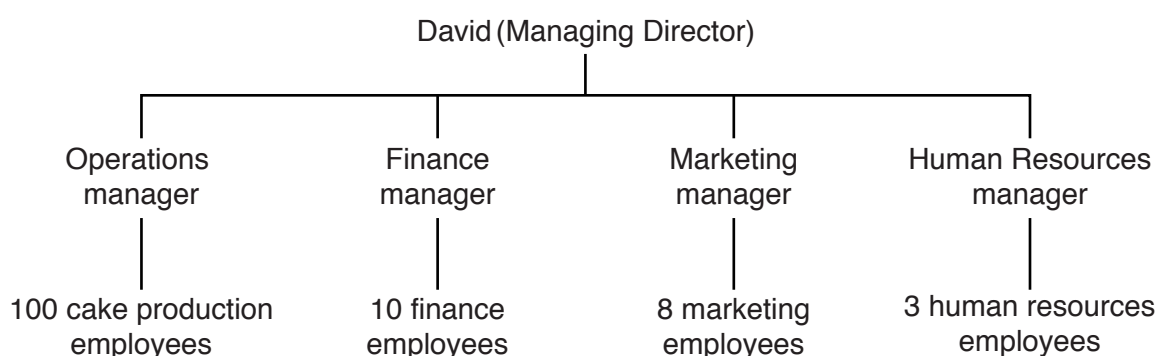 David (Managing Director)
Operations
manager
Finance
manager
Marketing
manager
Human Resources
manager
100 cake production
employees
10 finance
employees
8 marketing
employees
3 human resources
employees